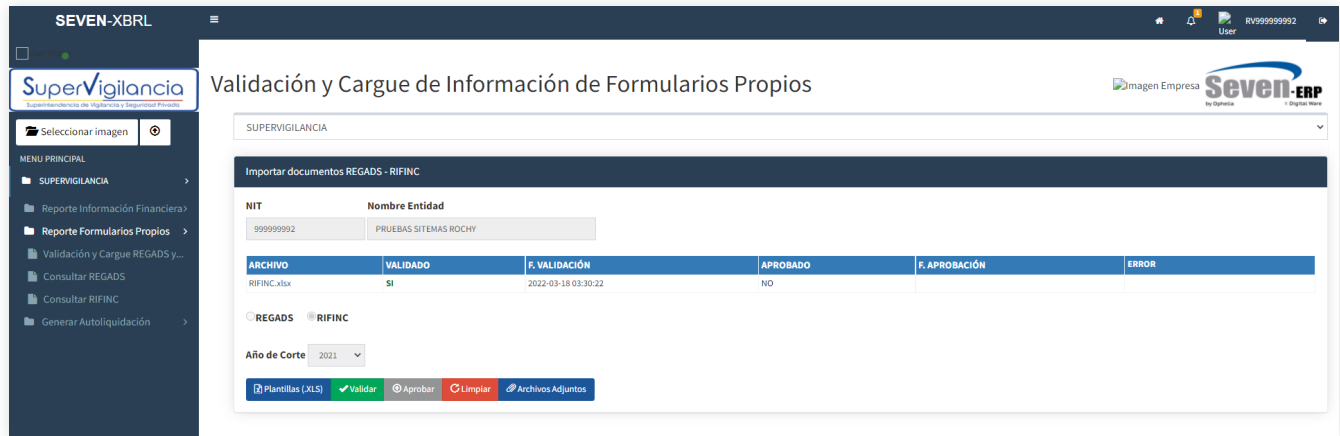 SEVEN-XBRL
1
User
RV999999992
SuperVigilancia
Superintendencia de Vigilancia y Seguridad Privada
Validación y Cargue de Información de Formularios Propios
Imagen Empresa
Seven-ERP
by Ophelia
Digital Ware
Seleccionar imagen
SUPERVIGILANCIA
MENU PRINCIPAL
SUPERVIGILANCIA
Reporte Información Financiera
Reporte Formularios Propios
Validación y Cargue REGADS y...
Consultar REGADS
Consultar RIFINC
Generar Autoliquidación
Importar documentos REGADS - RIFINC
NIT Nombre Entidad
999999992 PRUEBAS SITEMAS ROCHY
ARCHIVO VALIDADO F. VALIDACIÓN APROBADO F. APROBACIÓN ERROR
RIFINC.xlsx SI 2022-03-18 03:30:22 NO
REGADS RIFINC
Año de Corte 2021
Plantillas (.XLS) Validar Aprobar Limpiar Archivos Adjuntos